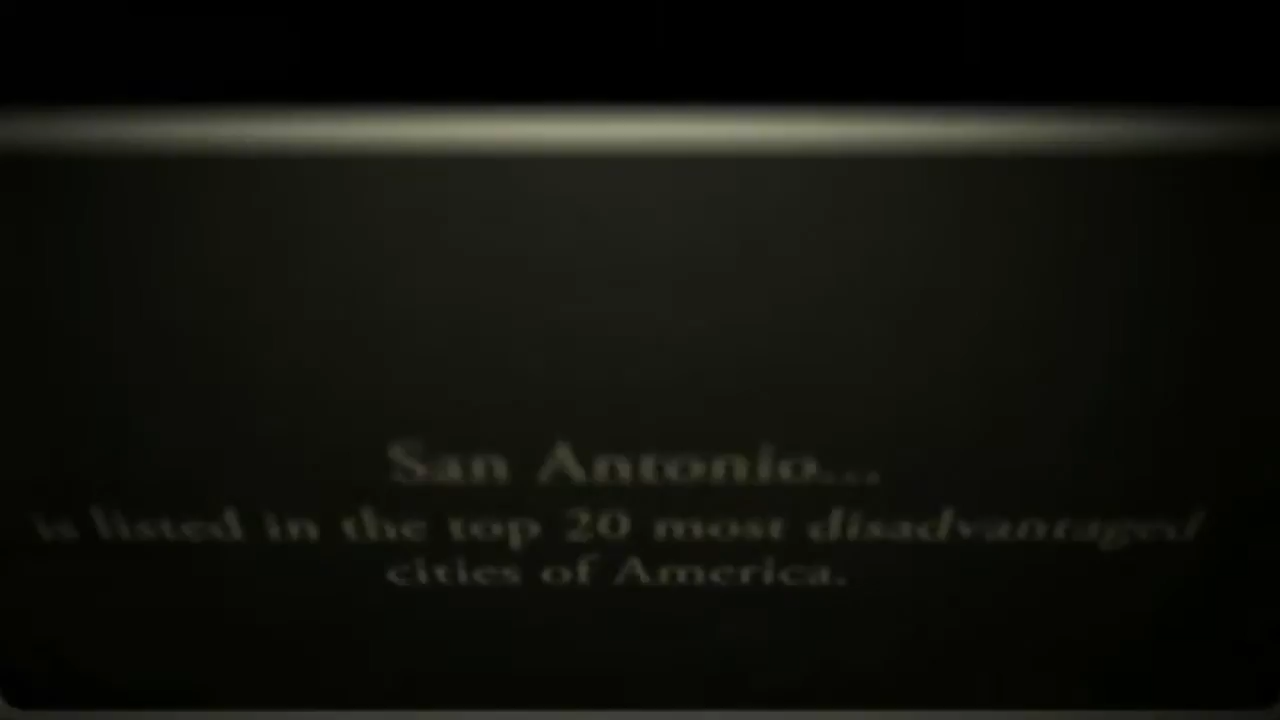 San Antonio...
is listed in the top 20 most disadvantaged
cities of America.